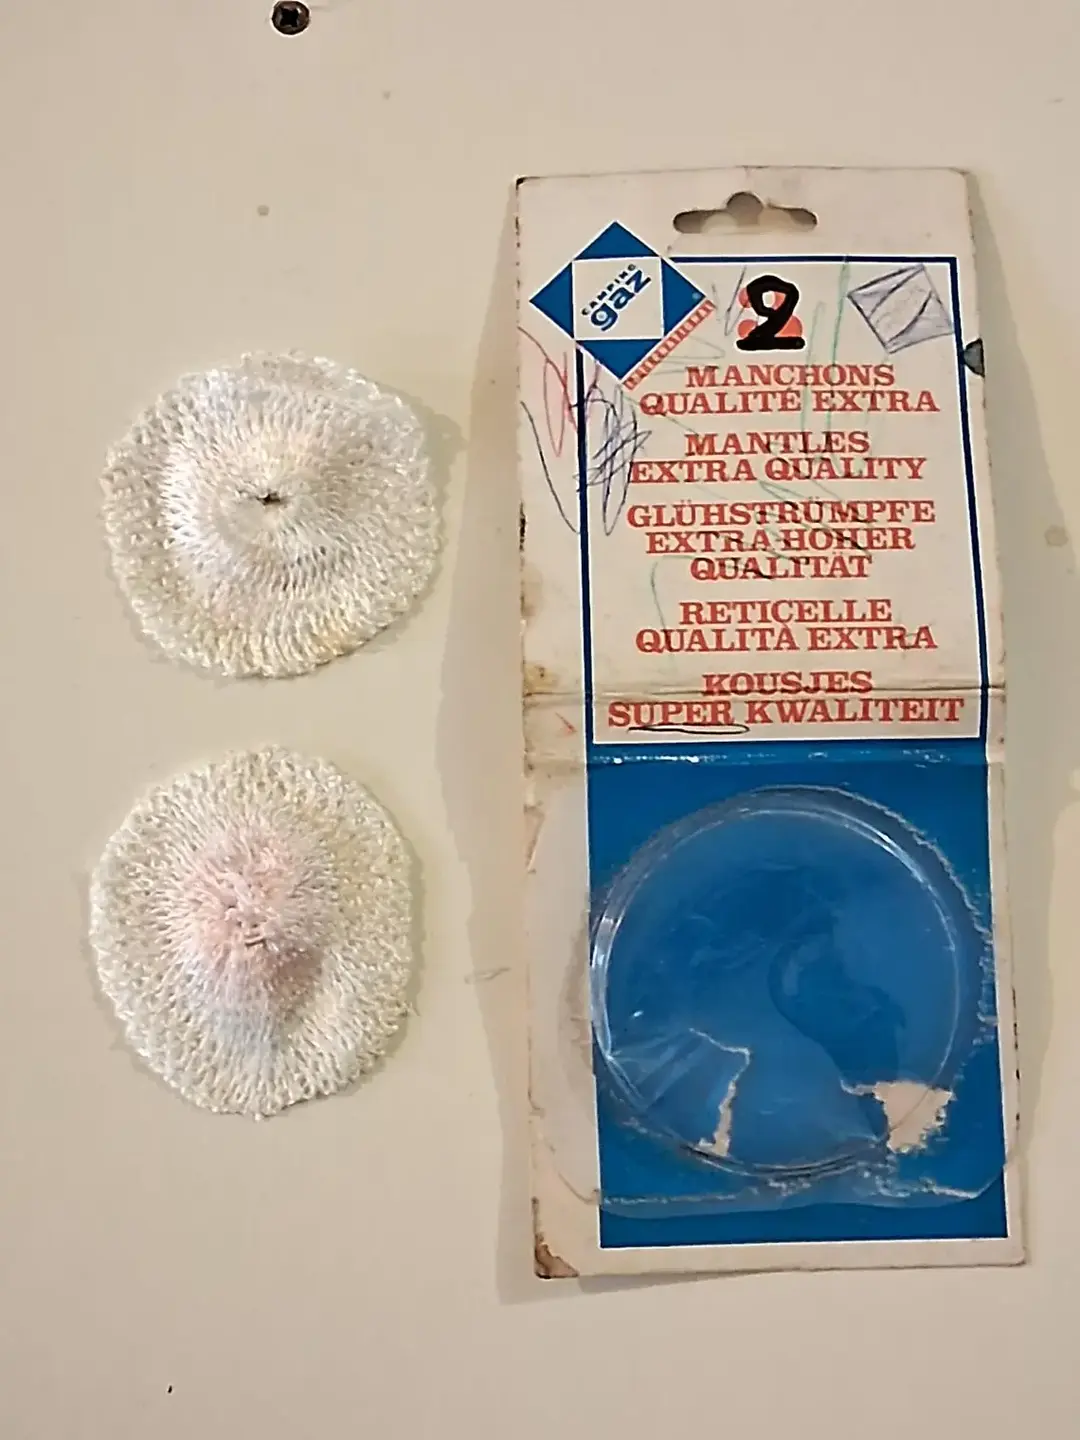 CAMPING
gaz
2
MANCHONS
QUALITÉ EXTRA
MANTLES
EXTRA QUALITY
GLÜHSTRÜMPFE
EXTRA HOHER
QUALITÄT
RETICELLE
QUALITÀ EXTRA
KOUSJES
SUPER KWALITEIT